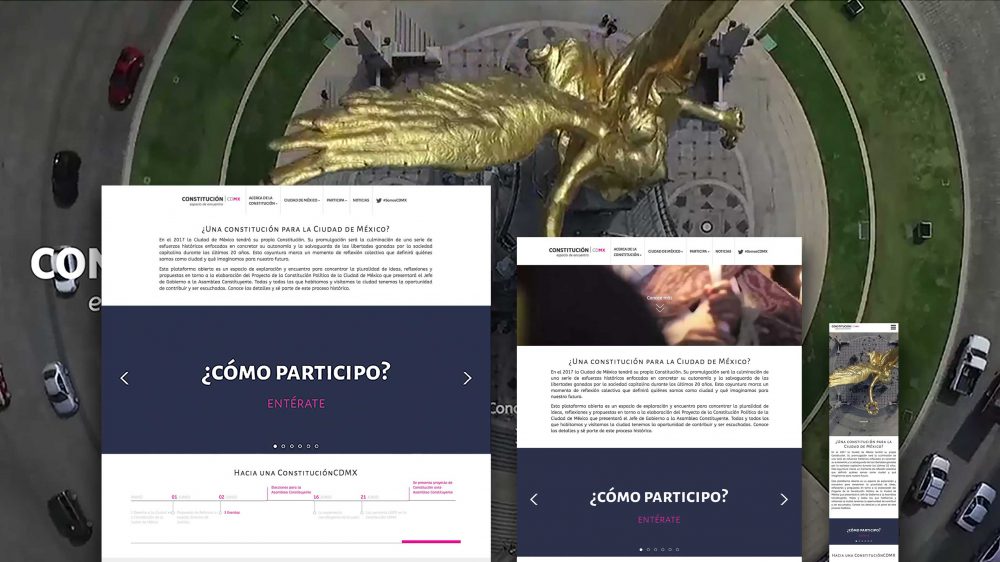 CON
e
CONSTITUCIÓN CDMX
espacio de encuentro
ACERCA DE LA
CONSTITUCIÓN
CIUDAD DE MÉXICO
PARTICIPA
NOTICIAS
#SomosCDMX
¿Una constitución para la Ciudad de México?
En el 2017 la Ciudad de México tendrá su propia Constitución. Su promulgación será la culminación de una serie de
esfuerzos históricos enfocados en concretar su autonomía y la salvaguarda de las libertades ganadas por la sociedad
capitalina durante los últimos 20 años. Esta coyuntura marca un momento de reflexión colectiva que definirá quiénes
somos como ciudad y qué imaginamos para nuestro futuro.
Esta plataforma abierta es un espacio de exploración y encuentro para concentrar la pluralidad de ideas, reflexiones y
propuestas en torno a la elaboración del Proyecto de la Constitución Política de la Ciudad de México que presentará el Jefe
de Gobierno a la Asamblea Constituyente. Todas y todos los que habitamos y visitamos la ciudad tenemos la oportunidad
de contribuir y ser escuchados. Conoce los detalles y sé parte de este proceso histórico.
¿CÓMO PARTICIPO?
ENTÉRATE
Hacia una ConstituciónCDMX
Elecciones para la
Asamblea Constituyente
Se presenta proyecto de
Constitución ante
Asamblea Constituyente
01 JUNIO
02 JUNIO
16 JUNIO
21 JUNIO
3 Eventos
Cono
CONSTITUCIÓN CDMX
espacio de encuentro
ACERCA DE LA
CONSTITUCIÓN
CIUDAD DE MÉXICO
PARTICIPA
NOTICIAS
#SomosCDMX
Conoce más
¿Una constitución para la Ciudad de México?
En el 2017 la Ciudad de México tendrá su propia Constitución. Su promulgación será la culminación de
una serie de esfuerzos históricos enfocados en concretar su autonomía y la salvaguarda de las
libertades ganadas por la sociedad capitalina durante los últimos 20 años. Esta coyuntura marca un
momento de reflexión colectiva que definirá quiénes somos como ciudad y qué imaginamos para
nuestro futuro.
Esta plataforma abierta es un espacio de exploración y encuentro para concentrar la pluralidad de
ideas, reflexiones y propuestas en torno a la elaboración del Proyecto de la Constitución Política de la
Ciudad de México que presentará el Jefe de Gobierno a la Asamblea Constituyente. Todas y todos los
que habitamos y visitamos la ciudad tenemos la oportunidad de contribuir y ser escuchados. Conoce
los detalles y sé parte de este proceso histórico.
¿CÓMO PARTICIPO?
ENTÉRATE
CONSTITUCIÓN CDMX
¿Una constitución para la
Ciudad de México?
¿CÓMO PARTICIPO?
Hacia una ConstituciónCDMX